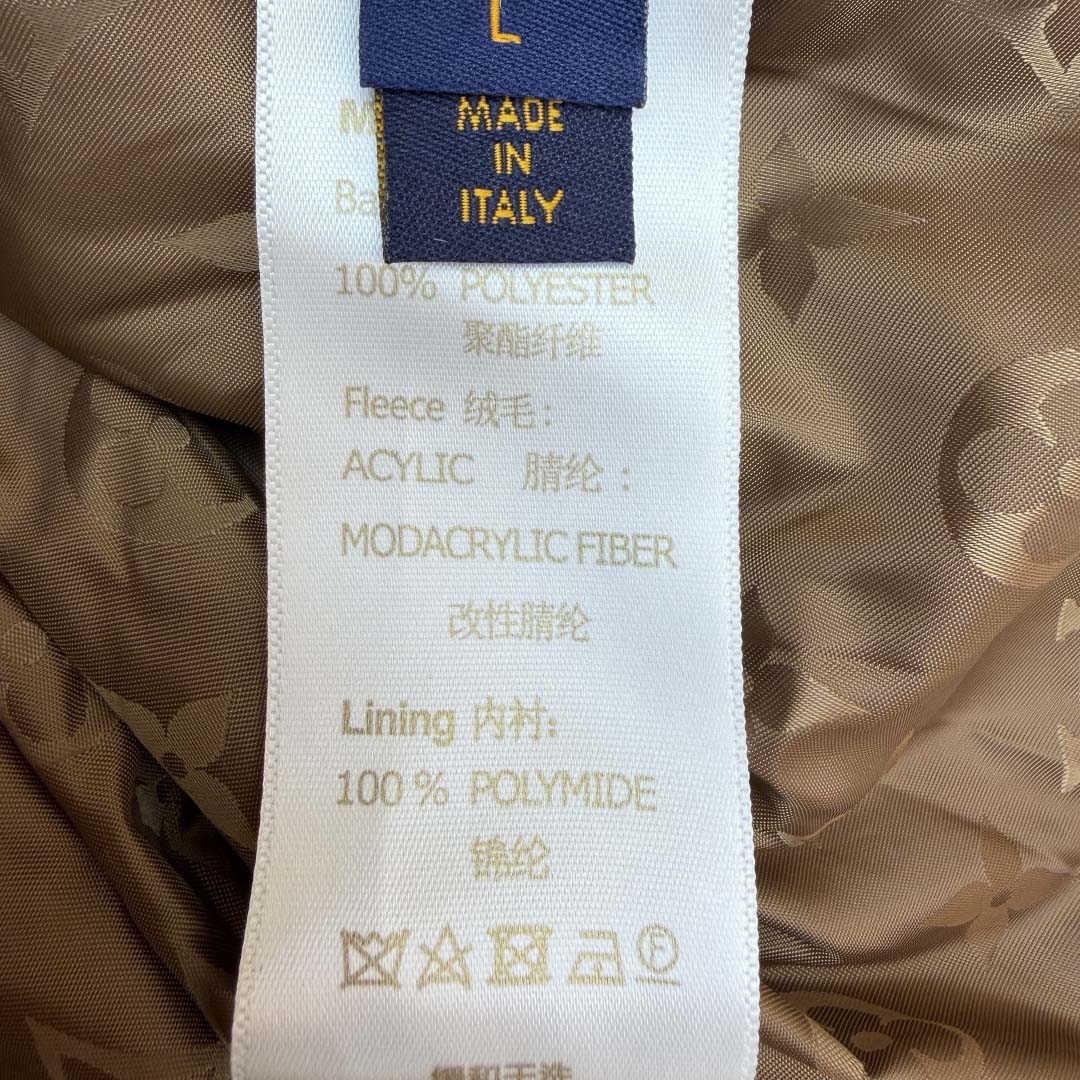 L
MADE
IN
ITALY
M
Ba
100% POLYESTER
聚酯纤维
Fleece 绒毛:
ACYLIC 腈纶:
MODACRYLIC FIBER
改性腈纶
Lining 内衬:
100% POLYMIDE
锦纶
F